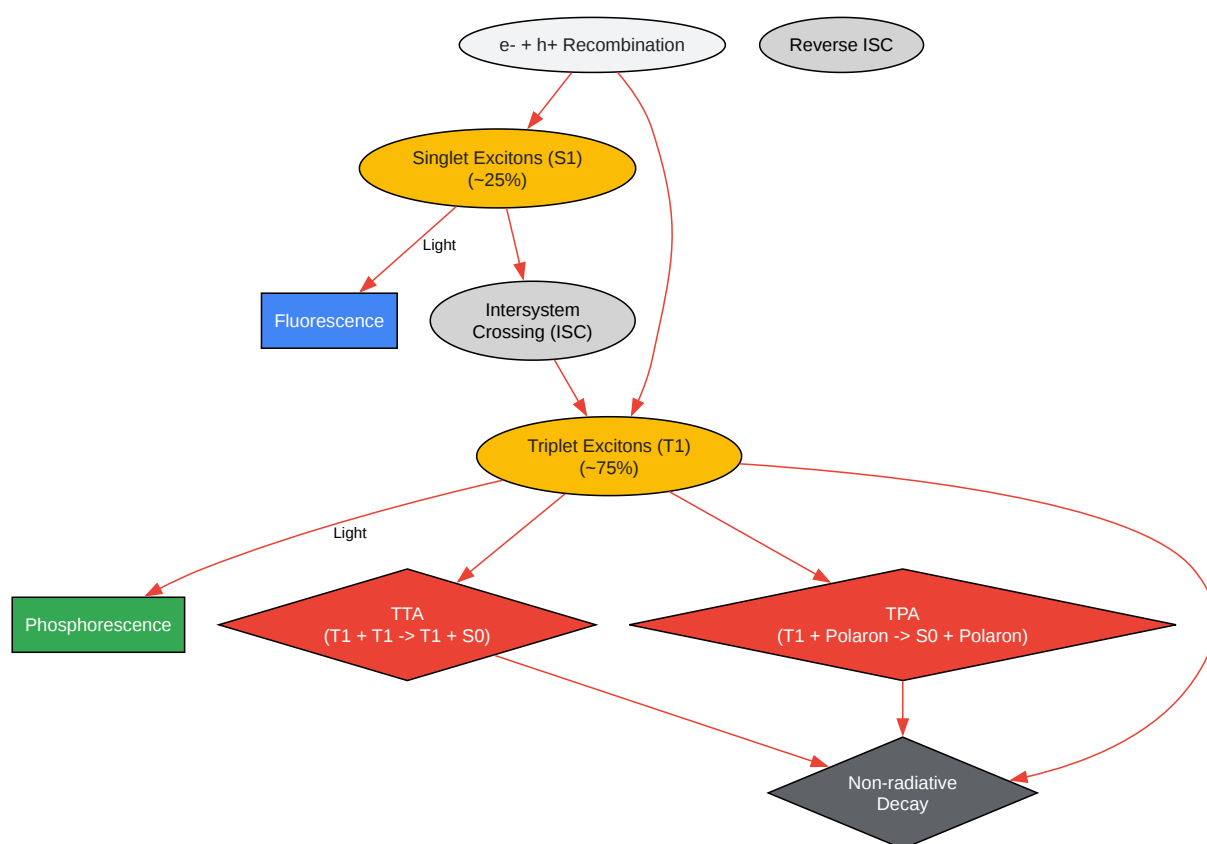 e- + h+ Recombination
Reverse ISC
Singlet Excitons (S1)
(~25%)
Light
Fluorescence
Intersystem
Crossing (ISC)
Triplet Excitons (T1)
(~75%)
Light
Phosphorescence
TTA
(T1 + T1 -> T1 + S0)
TPA
(T1 + Polaron -> S0 + Polaron)
Non-radiative
Decay